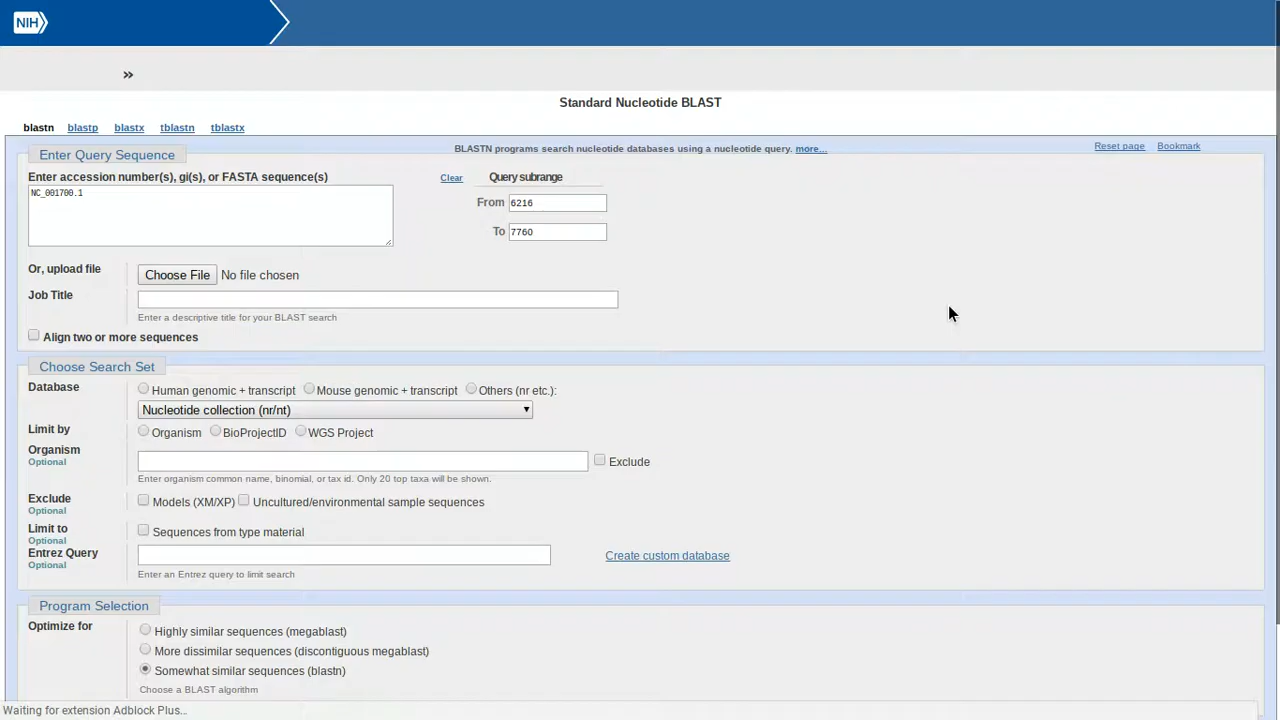 NIH
»
Standard Nucleotide BLAST
blastn blastp blastx tblastn tblastx
BLASTN programs search nucleotide databases using a nucleotide query. more...
Reset page Bookmark
Enter Query Sequence
Enter accession number(s), gi(s), or FASTA sequence(s)
Clear
Query subrange
NC_001700.1
From 6216
To 7760
Or, upload file Choose File No file chosen
Job Title
Enter a descriptive title for your BLAST search
Align two or more sequences
Choose Search Set
Database Human genomic + transcript Mouse genomic + transcript Others (nr etc.):
Nucleotide collection (nr/nt)
Limit by Organism BioProjectID WGS Project
Organism
Optional
Exclude
Enter organism common name, binomial, or tax id. Only 20 top taxa will be shown.
Exclude Models (XM/XP) Uncultured/environmental sample sequences
Optional
Limit to Sequences from type material
Optional
Entrez Query
Optional
Create custom database
Enter an Entrez query to limit search
Program Selection
Optimize for Highly similar sequences (megablast)
More dissimilar sequences (discontiguous megablast)
Somewhat similar sequences (blastn)
Choose a BLAST algorithm
Waiting for extension Adblock Plus...